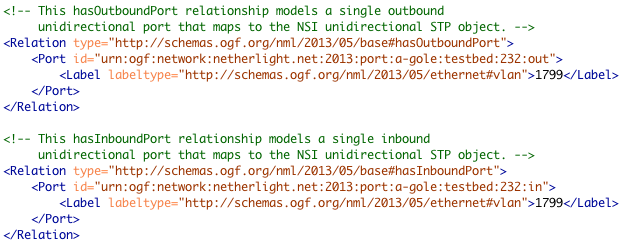 <!-- This hasOutboundPort relationship models a single outbound
     unidirectional port that maps to the NSI unidirectional STP object. -->
<Relation type="http://schemas.ogf.org/nml/2013/05/base#hasOutboundPort">
   <Port id="urn:ogf:network:netherlight.net:2013:port:a-gole:testbed:232:out">
      <Label labeltype="http://schemas.ogf.org/nml/2013/05/ethernet#vlan">1799</Label>
   </Port>
</Relation>

<!-- This hasInboundPort relationship models a single inbound
     unidirectional port that maps to the NSI unidirectional STP object. -->
<Relation type="http://schemas.ogf.org/nml/2013/05/base#hasInboundPort">
   <Port id="urn:ogf:network:netherlight.net:2013:port:a-gole:testbed:232:in">
      <Label labeltype="http://schemas.ogf.org/nml/2013/05/ethernet#vlan">1799</Label>
   </Port>
</Relation>